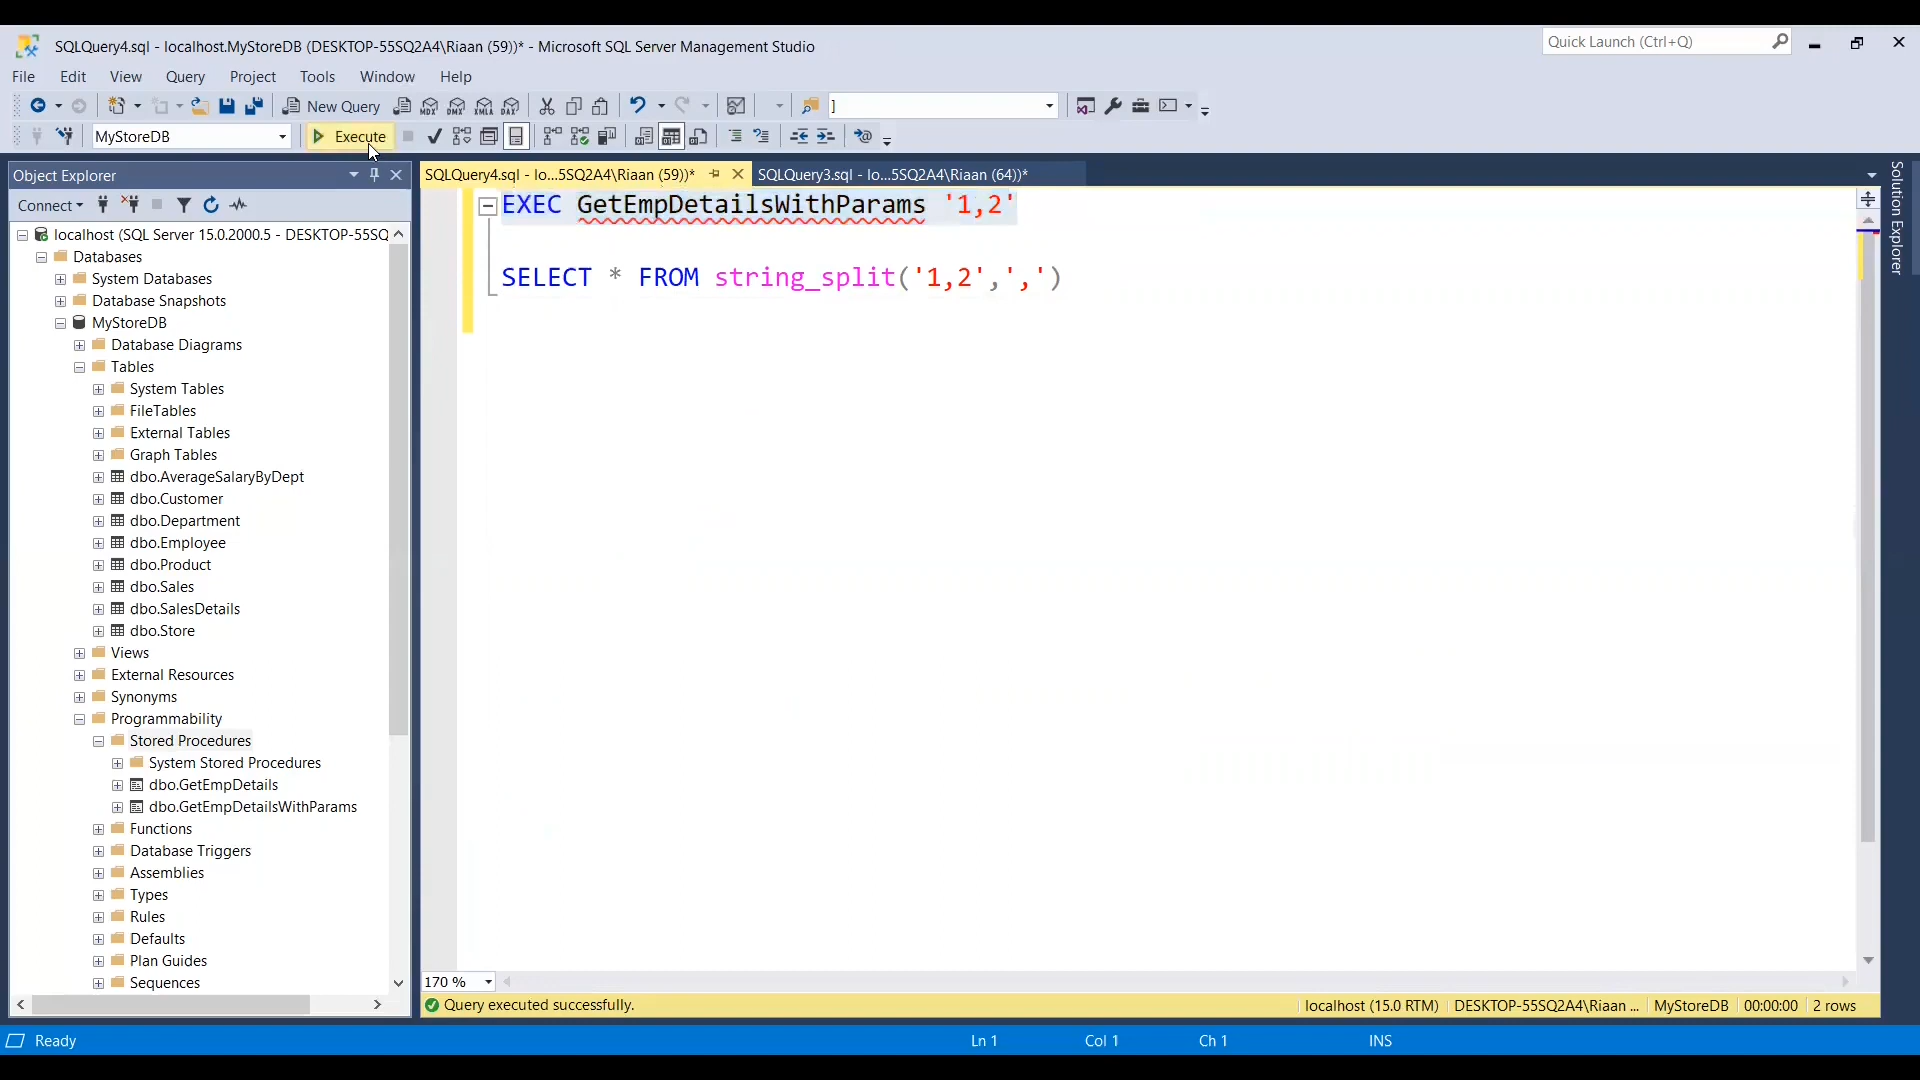 SQLQuery4.sql - localhost.MyStoreDB (DESKTOP-55SQ2A4\Riaan (59))* - Microsoft SQL Server Management Studio
Quick Launch (Ctrl+Q)
File Edit View Query Project Tools Window Help
New Query MDX DMX XMLA DAX ]
MyStoreDB Execute
Object Explorer
SQLQuery4.sql - lo...5SQ2A4\Riaan (59))* SQLQuery3.sql - lo...5SQ2A4\Riaan (64))*
Solution Explorer
Connect
EXEC GetEmpDetailsWithParams '1,2'
SELECT * FROM string_split('1,2',',')
localhost (SQL Server 15.0.2000.5 - DESKTOP-55SQ
Databases
System Databases
Database Snapshots
MyStoreDB
Database Diagrams
Tables
System Tables
FileTables
External Tables
Graph Tables
dbo.AverageSalaryByDept
dbo.Customer
dbo.Department
dbo.Employee
dbo.Product
dbo.Sales
dbo.SalesDetails
dbo.Store
Views
External Resources
Synonyms
Programmability
Stored Procedures
System Stored Procedures
dbo.GetEmpDetails
dbo.GetEmpDetailsWithParams
Functions
Database Triggers
Assemblies
Types
Rules
Defaults
Plan Guides
Sequences
170 %
Query executed successfully. localhost (15.0 RTM) DESKTOP-55SQ2A4\Riaan ... MyStoreDB 00:00:00 2 rows
Ready Ln 1 Col 1 Ch 1 INS